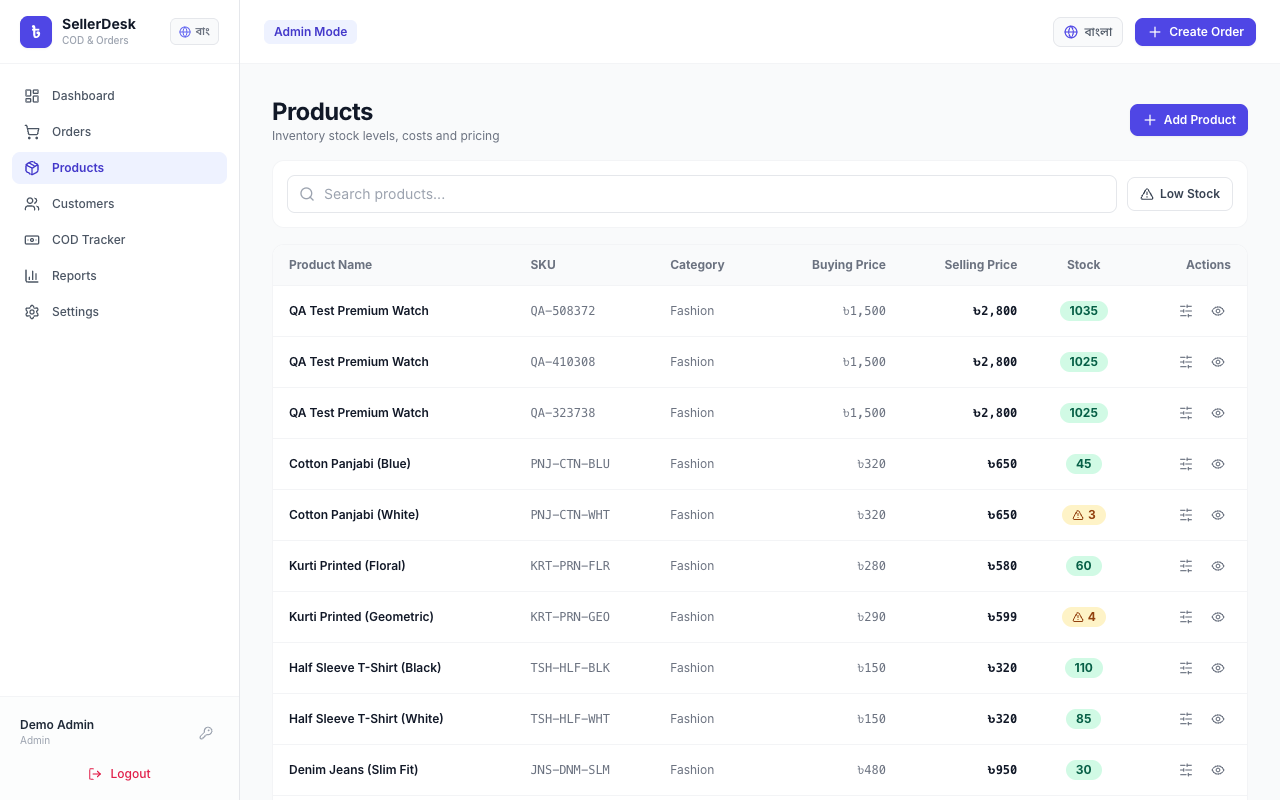 ৳
SellerDesk
COD & Orders
বাং
Dashboard
Orders
Products
Customers
COD Tracker
Reports
Settings
Demo Admin
Admin
Logout
Admin Mode
বাংলা
Create Order
Products
Inventory stock levels, costs and pricing
Add Product
Search products...
Low Stock
Product Name SKU Category Buying Price Selling Price Stock Actions
QA Test Premium Watch QA-508372 Fashion ৳1,500 ৳2,800 1035
QA Test Premium Watch QA-410308 Fashion ৳1,500 ৳2,800 1025
QA Test Premium Watch QA-323738 Fashion ৳1,500 ৳2,800 1025
Cotton Panjabi (Blue) PNJ-CTN-BLU Fashion ৳320 ৳650 45
Cotton Panjabi (White) PNJ-CTN-WHT Fashion ৳320 ৳650 3
Kurti Printed (Floral) KRT-PRN-FLR Fashion ৳280 ৳580 60
Kurti Printed (Geometric) KRT-PRN-GEO Fashion ৳290 ৳599 4
Half Sleeve T-Shirt (Black) TSH-HLF-BLK Fashion ৳150 ৳320 110
Half Sleeve T-Shirt (White) TSH-HLF-WHT Fashion ৳150 ৳320 85
Denim Jeans (Slim Fit) JNS-DNM-SLM Fashion ৳480 ৳950 30